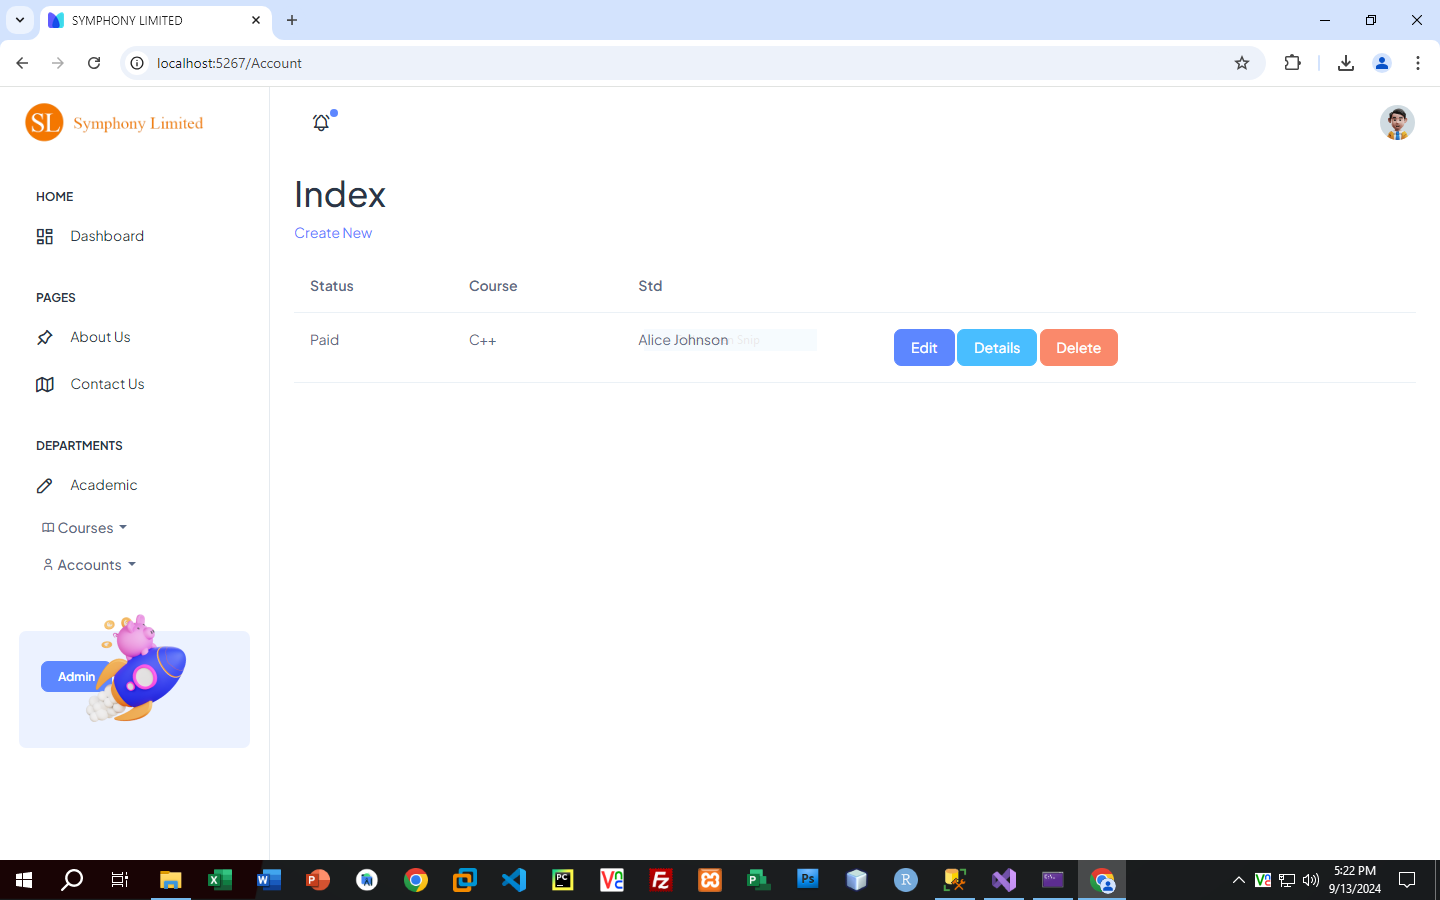 SYMPHONY LIMITED
localhost:5267/Account
SL Symphony Limited
HOME
Dashboard
PAGES
About Us
Contact Us
DEPARTMENTS
Academic
Courses
Accounts
Admin
Index
Create New
Status Course Std
Paid C++ Alice Johnson Snip Edit Details Delete
5:22 PM
9/13/2024